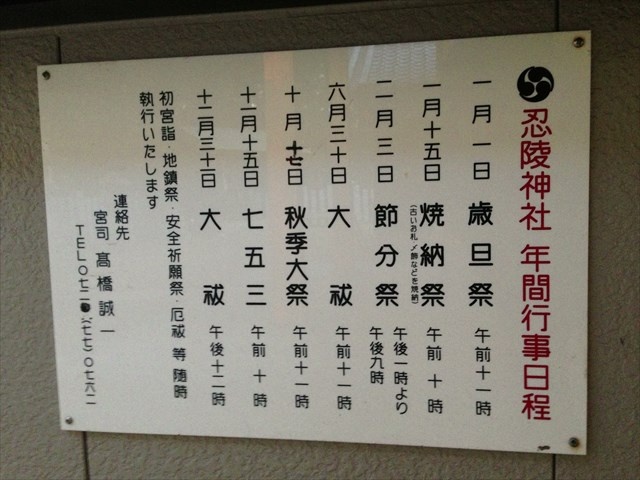 忍陵神社 年間行事日程
一月一日 歳旦祭 午前十一時
一月十五日 焼納祭 午前十時
（古いお札、〆飾などを焼納）
二月三日 節分祭 午後一時より
午後九時
六月三十日 大祓 午前十一時
十月 日 秋季大祭 午前十一時
十一月十五日 七五三 午前十時
十二月三十一日 大祓 午後十二時
初宮詣・地鎮祭・安全祈願祭・厄祓 等 随時
執行いたします
連絡先
宮司 髙橋誠一